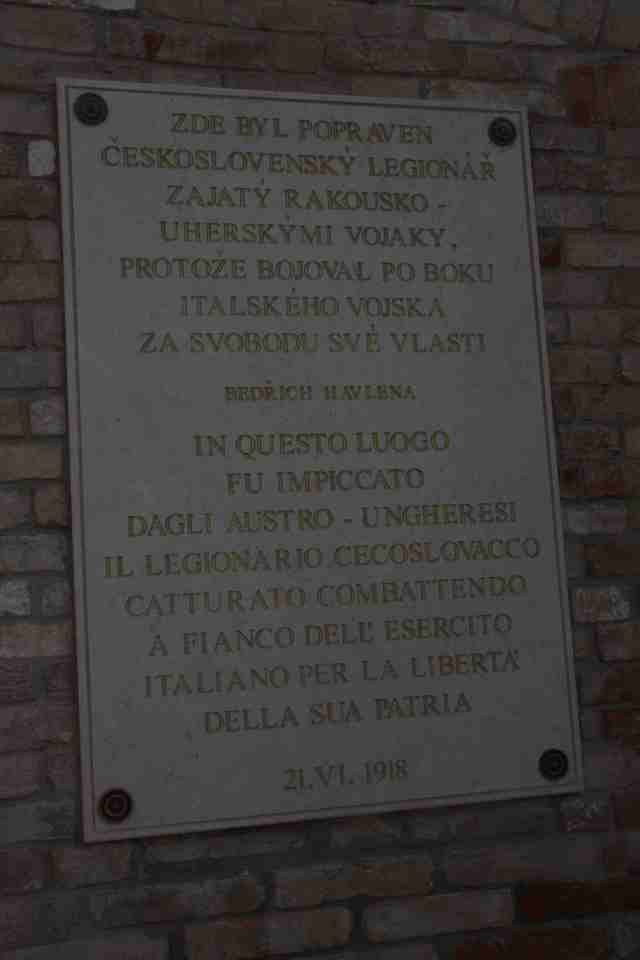 ZDE BYL POPRAVEN
ČESKOSLOVENSKÝ LEGIONÁŘ
ZAJATÝ RAKOUSKO -
UHERSKÝMI VOJAKY,
PROTOŽE BOJOVAL PO BOKU
ITALSKÉHO VOJSKA
ZA SVOBODU SVÉ VLASTI
BEDŘICH HAVLENA
IN QUESTO LUOGO
FU IMPICCATO
DAGLI AUSTRO - UNGHERESI
IL LEGIONARIO CECOSLOVACCO
CATTURATO COMBATTENDO
A FIANCO DELL' ESERCITO
ITALIANO PER LA LIBERTA'
DELLA SUA PATRIA
21.VI. 1918